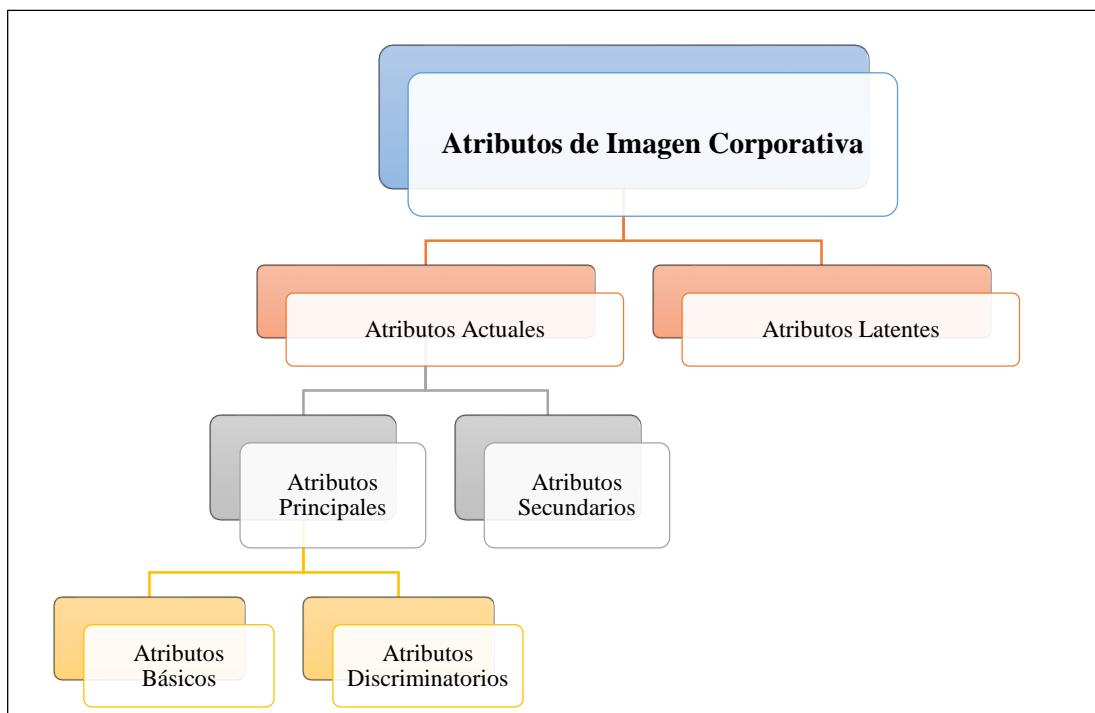 Atributos de Imagen Corporativa
Atributos Actuales
Atributos Latentes
Atributos
Principales
Atributos
Secundarios
Atributos
Básicos
Atributos
Discriminatorios